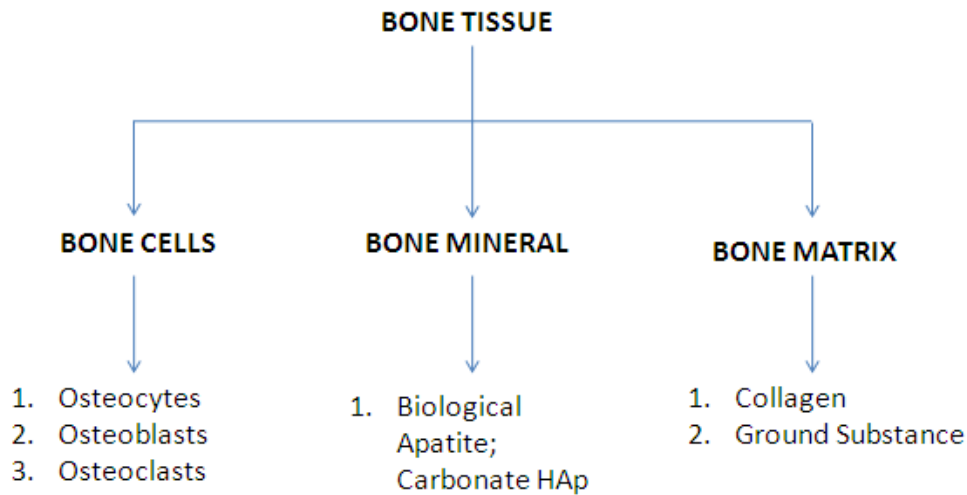 BONE TISSUE
BONE CELLS
BONE MINERAL
BONE MATRIX
1. Osteocytes
2. Osteoblasts
3. Osteoclasts
1. Biological
Apatite;
Carbonate HAp
1. Collagen
2. Ground Substance